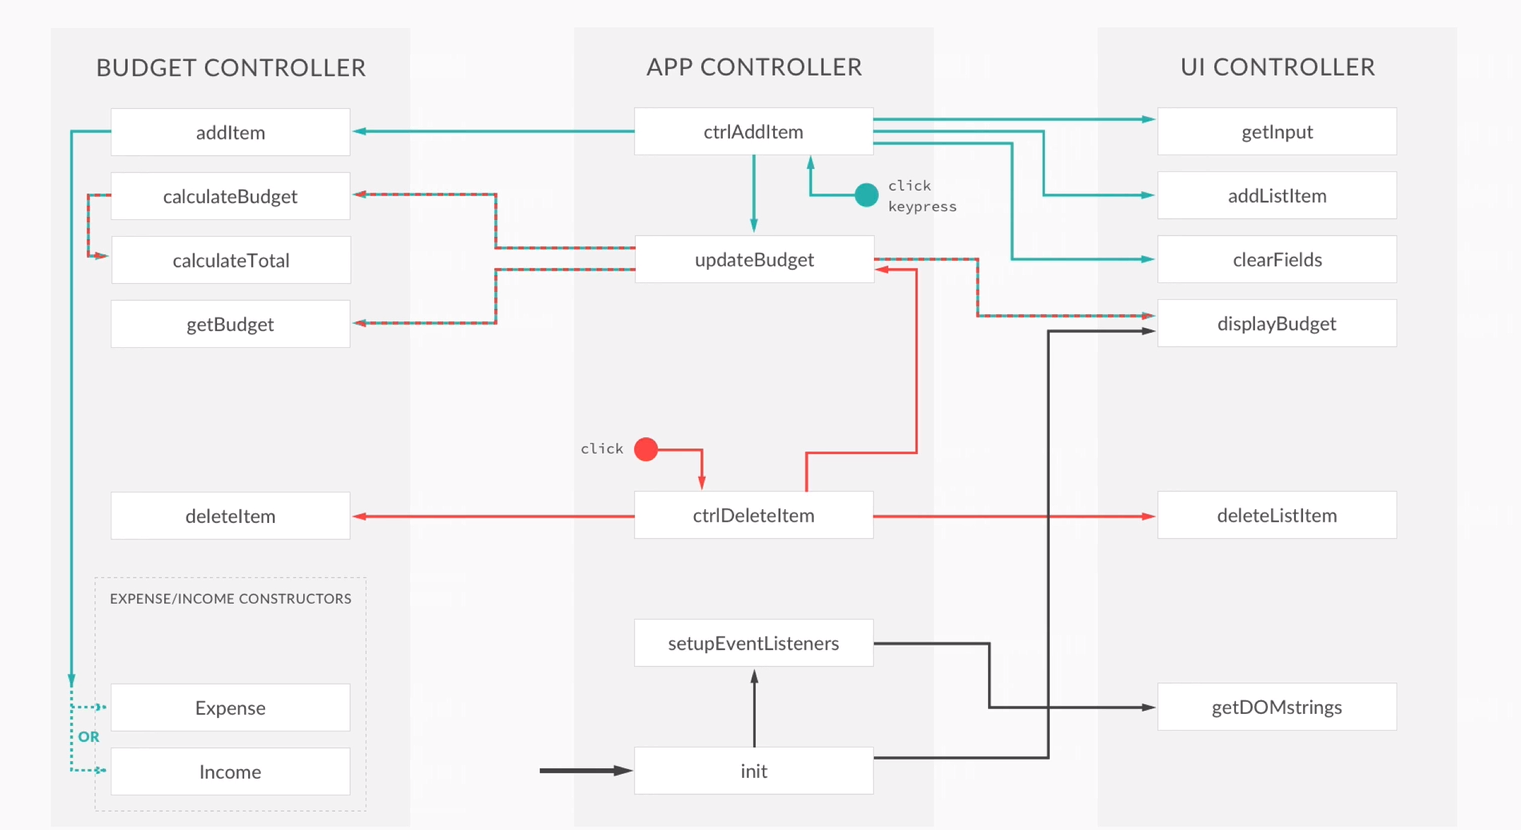 BUDGET CONTROLLER
addItem
calculateBudget
calculateTotal
getBudget
deleteItem
EXPENSE/INCOME CONSTRUCTORS
Expense
OR
Income
APP CONTROLLER
ctrlAddItem
click
keypress
updateBudget
click
ctrlDeleteItem
setupEventListeners
init
UI CONTROLLER
getInput
addListItem
clearFields
displayBudget
deleteListItem
getDOMstrings